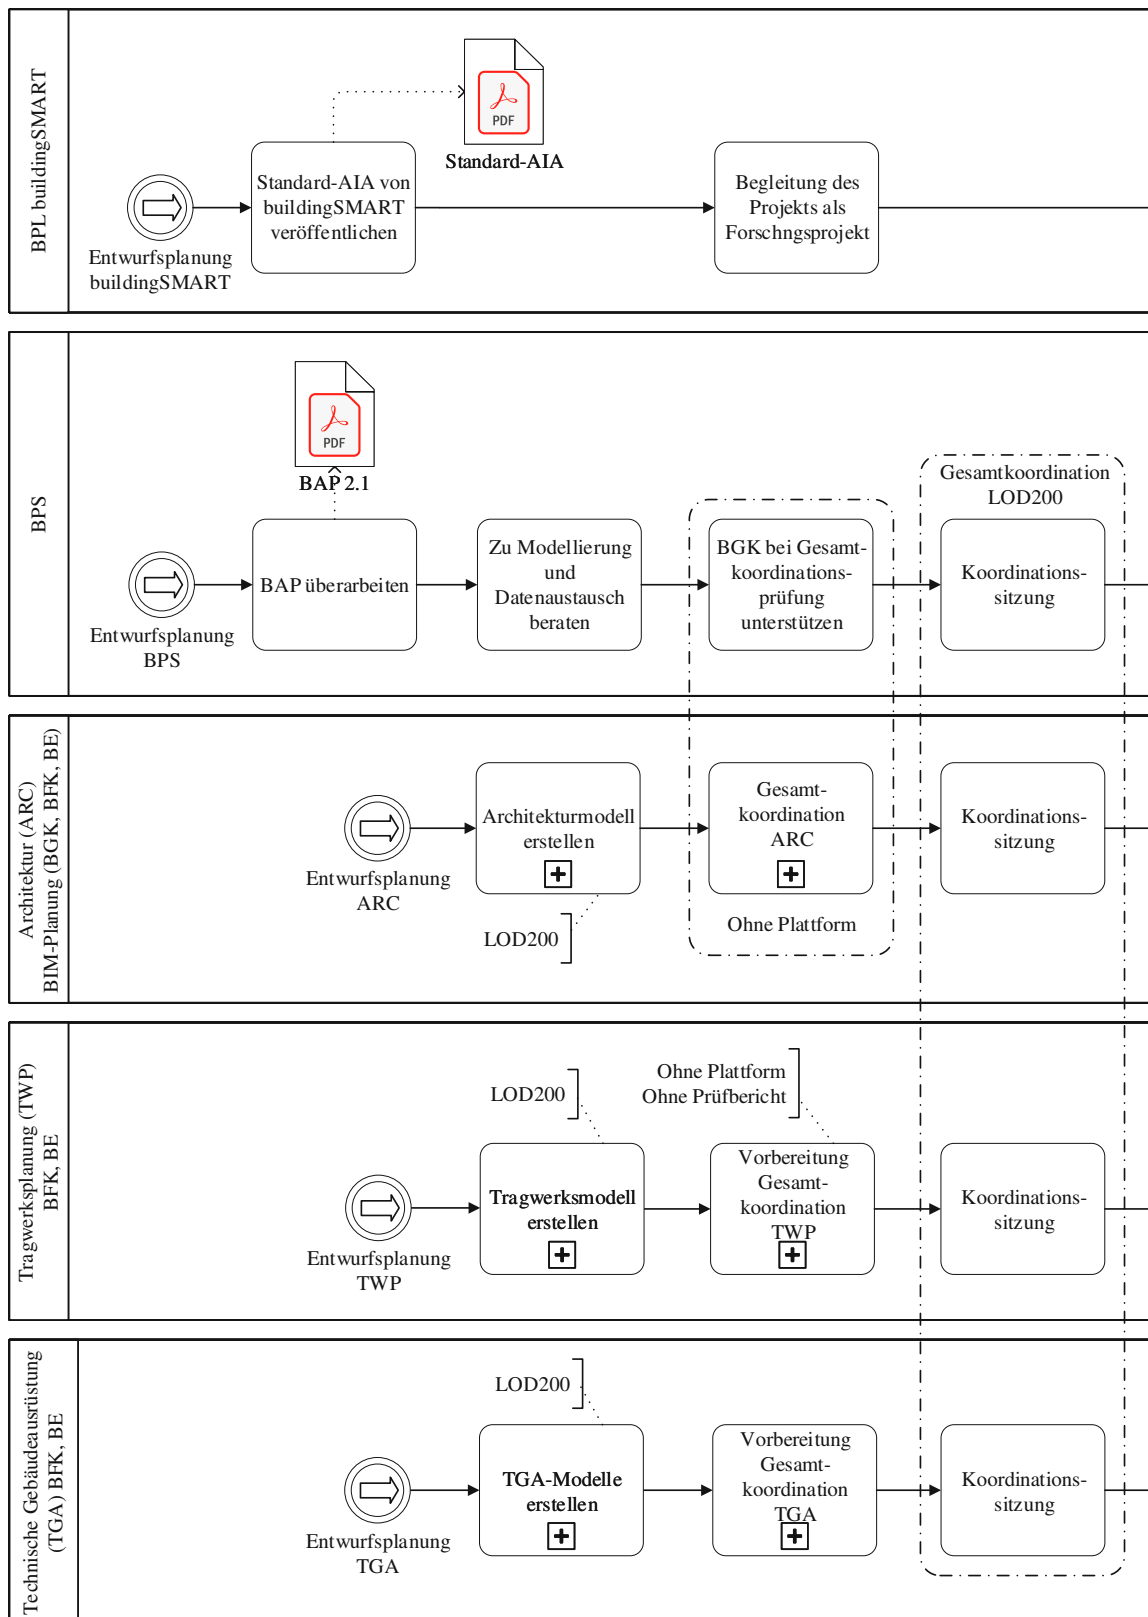 BPL buildingSMART
PDF
Standard-AIA
Standard-AIA von
buildingSMART
veröffentlichen
Begleitung des
Projekts als
Forschngsprojekt
Entwurfsplanung
buildingSMART
BPS
PDF
BAP 2.1
Gesamtkoordination
LOD200
BAP überarbeiten
Zu Modellierung
und
Datenaustausch
beraten
BGK bei Gesamt-
koordinations-
prüfung
unterstützen
Koordinations-
sitzung
Entwurfsplanung
BPS
Architektur (ARC)
BIM-Planung (BGK, BFK, BE)
Architekturmodell
erstellen
Gesamt-
koordination
ARC
Koordinations-
sitzung
Entwurfsplanung
ARC
LOD200
Ohne Plattform
Tragwerksplanung (TWP)
BFK, BE
LOD200
Ohne Plattform
Ohne Prüfbericht
Tragwerksmodell
erstellen
Vorbereitung
Gesamt-
koordination
TWP
Koordinations-
sitzung
Entwurfsplanung
TWP
Technische Gebäudeausrüstung
(TGA) BFK, BE
LOD200
TGA-Modelle
erstellen
Vorbereitung
Gesamt-
koordination
TGA
Koordinations-
sitzung
Entwurfsplanung
TGA